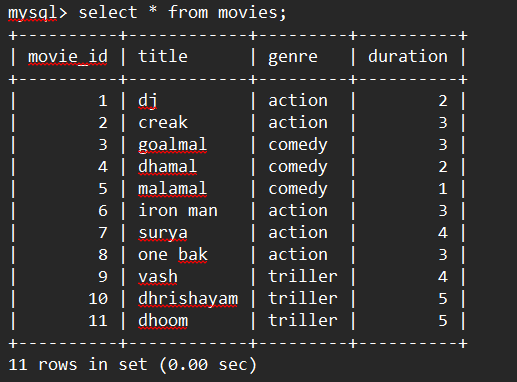 mysql> select * from movies;
+----------+------------+---------+----------+
| movie_id | title      | genre   | duration |
+----------+------------+---------+----------+
|        1 | dj         | action  |        2 |
|        2 | creak      | action  |        3 |
|        3 | goalmal    | comedy  |        3 |
|        4 | dhamal     | comedy  |        2 |
|        5 | malamal    | comedy  |        1 |
|        6 | iron man   | action  |        3 |
|        7 | surya      | action  |        4 |
|        8 | one bak    | action  |        3 |
|        9 | vash       | triller |        4 |
|       10 | dhrishayam | triller |        5 |
|       11 | dhoom      | triller |        5 |
+----------+------------+---------+----------+
11 rows in set (0.00 sec)